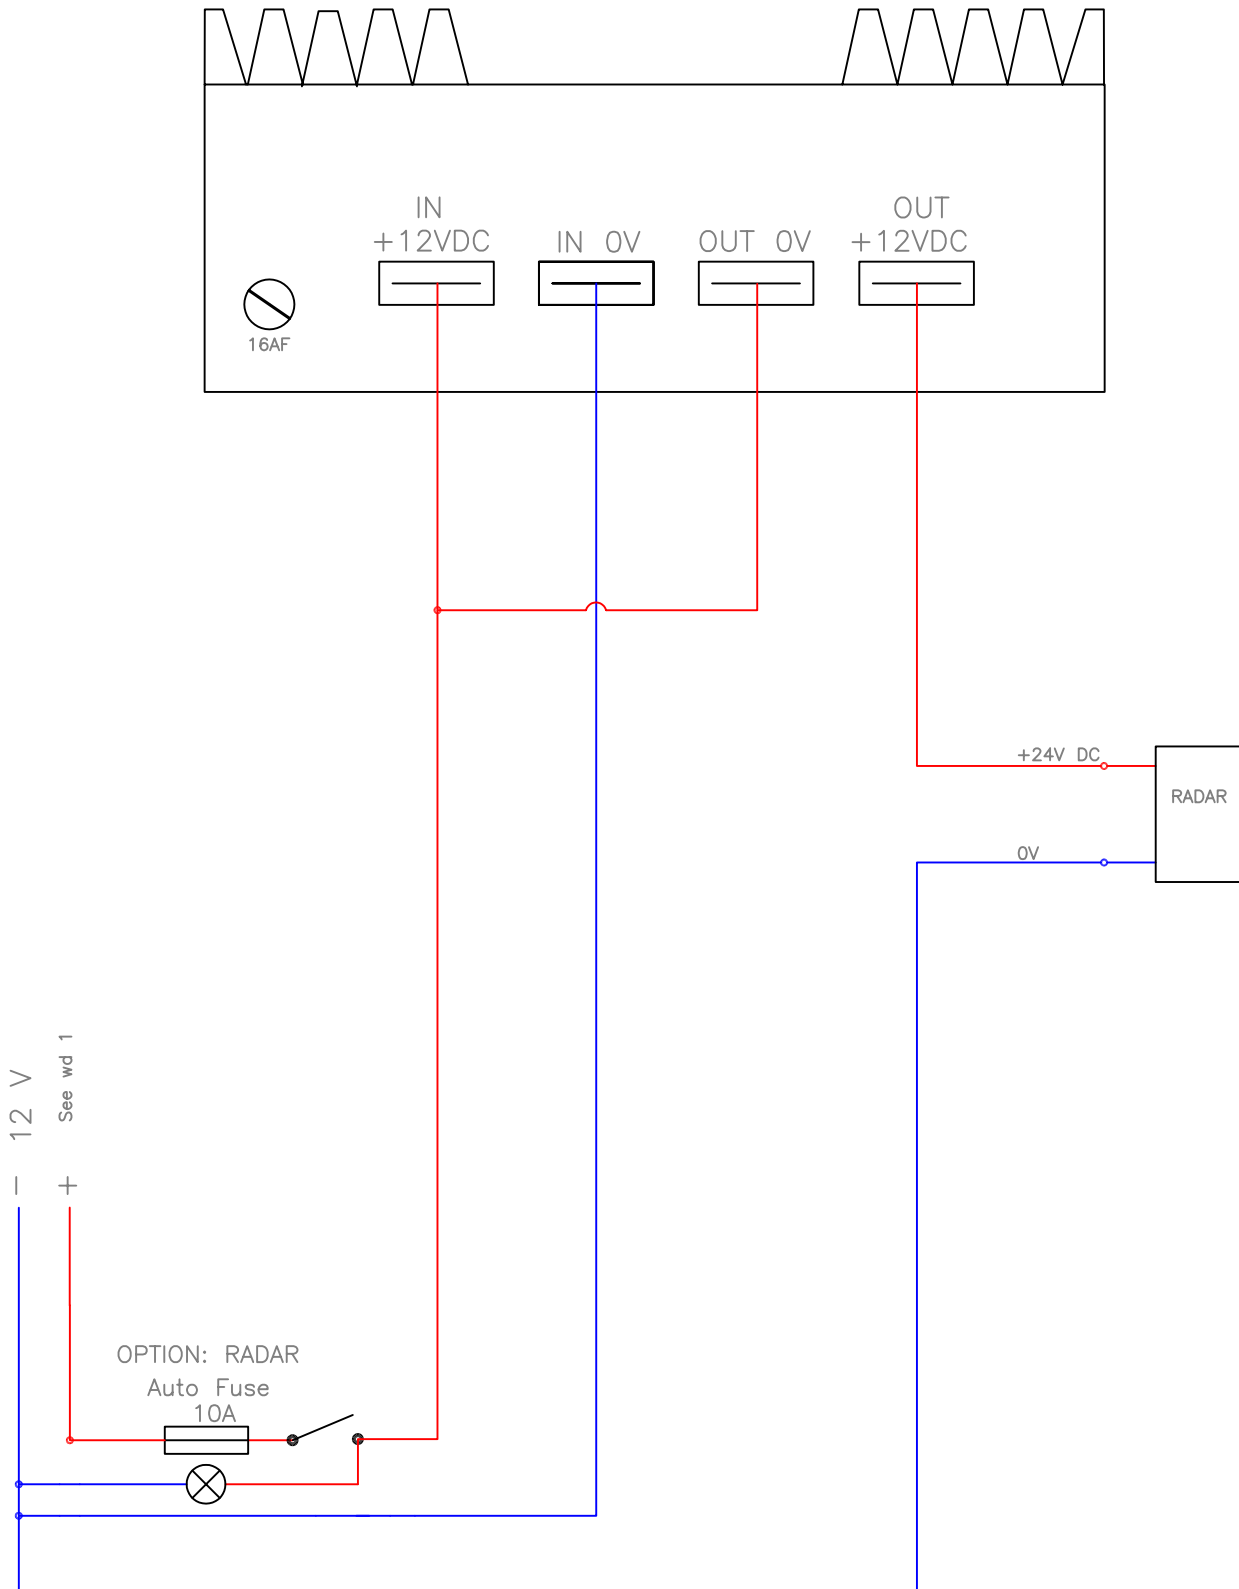 IN
+12VDC
IN 0V
OUT 0V
OUT
+12VDC
16AF
+24V DC
RADAR
0V
- 12 V
+ See wd 1
OPTION: RADAR
Auto Fuse
10A